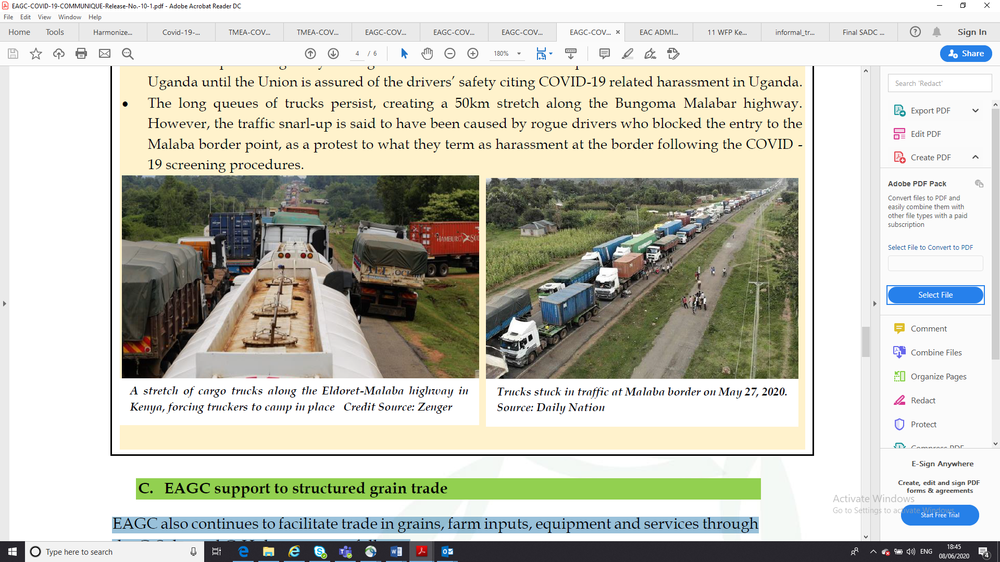 EAGC-COVID-19-COMMUNIQUE-Release-No.-10-1.pdf - Adobe Acrobat Reader DC
File Edit View Window Help
Home Tools Harmonize... Covid-19-... TMEA-COV... TMEA-COV... EAGC-COV... EAGC-COV... EAGC-COV... EAGC-COV... EAC ADMI... 11 WFP Ke... informal_tr... Final SADC ... Sign In
4 / 6 180% Share
Uganda until the Union is assured of the drivers' safety citing COVID-19 related harassment in Uganda.
• The long queues of trucks persist, creating a 50km stretch along the Bungoma Malabar highway.
However, the traffic snarl-up is said to have been caused by rogue drivers who blocked the entry to the
Malaba border point, as a protest to what they term as harassment at the border following the COVID -
19 screening procedures.
HAMBURG SÜD
A stretch of cargo trucks along the Eldoret-Malaba highway in
Kenya, forcing truckers to camp in place Credit Source: Zenger
Trucks stuck in traffic at Malaba border on May 27, 2020.
Source: Daily Nation
C. EAGC support to structured grain trade
EAGC also continues to facilitate trade in grains, farm inputs, equipment and services through
Search 'Redact'
Export PDF
Edit PDF
Create PDF
Adobe PDF Pack
Convert files to PDF and
easily combine them with
other file types with a paid
subscription
Select File to Convert to PDF
Select File
Comment
Combine Files
Organize Pages
Redact
Protect
Compress PDF
E-Sign Anywhere
Create, edit and sign PDF
forms & agreements
Start Free Trial
Activate Windows
Go to Settings to activate Windows.
Type here to search
ENG
18:45
08/06/2020
4